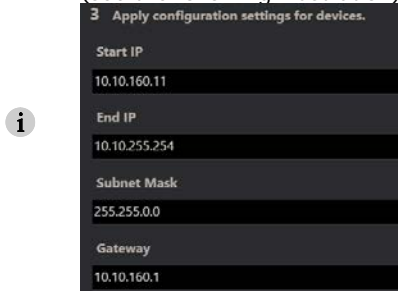 3 Apply configuration settings for devices.
Start IP
10.10.160.11
i
End IP
10.10.255.254
Subnet Mask
255.255.0.0
Gateway
10.10.160.1